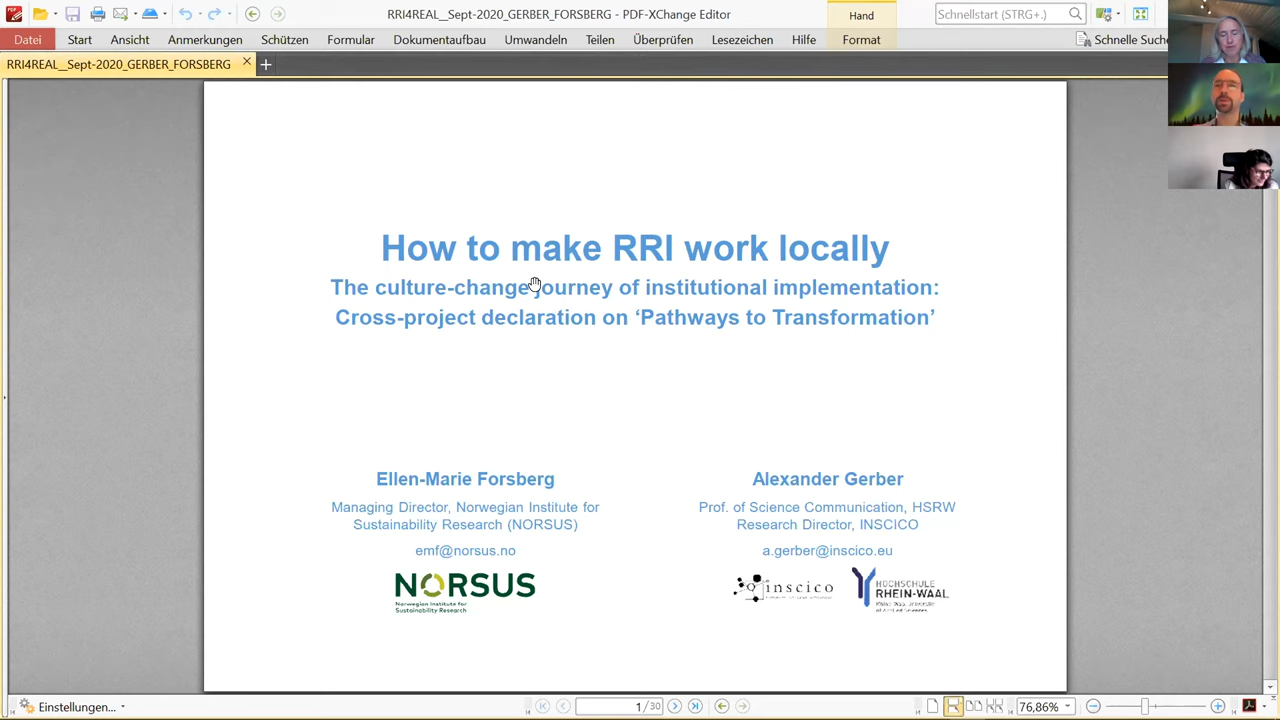 RRI4REAL__Sept-2020_GERBER_FORSBERG - PDF-XChange Editor
Hand
Schnellstart (STRG+.)
Datei
Start
Ansicht
Anmerkungen
Schützen
Formular
Dokumentaufbau
Umwandeln
Teilen
Überprüfen
Lesezeichen
Hilfe
Format
Schnelle Suche
RRI4REAL__Sept-2020_GERBER_FORSBERG
How to make RRI work locally
The culture-change journey of institutional implementation:
Cross-project declaration on ‘Pathways to Transformation’
Ellen-Marie Forsberg
Managing Director, Norwegian Institute for
Sustainability Research (NORSUS)
emf@norsus.no
NORSUS
Norwegian Institute for
Sustainability Research
Alexander Gerber
Prof. of Science Communication, HSRW
Research Director, INSCICO
a.gerber@inscico.eu
inscico
HOCHSCHULE
RHEIN-WAAL
Einstellungen...
1 /30
76,86%